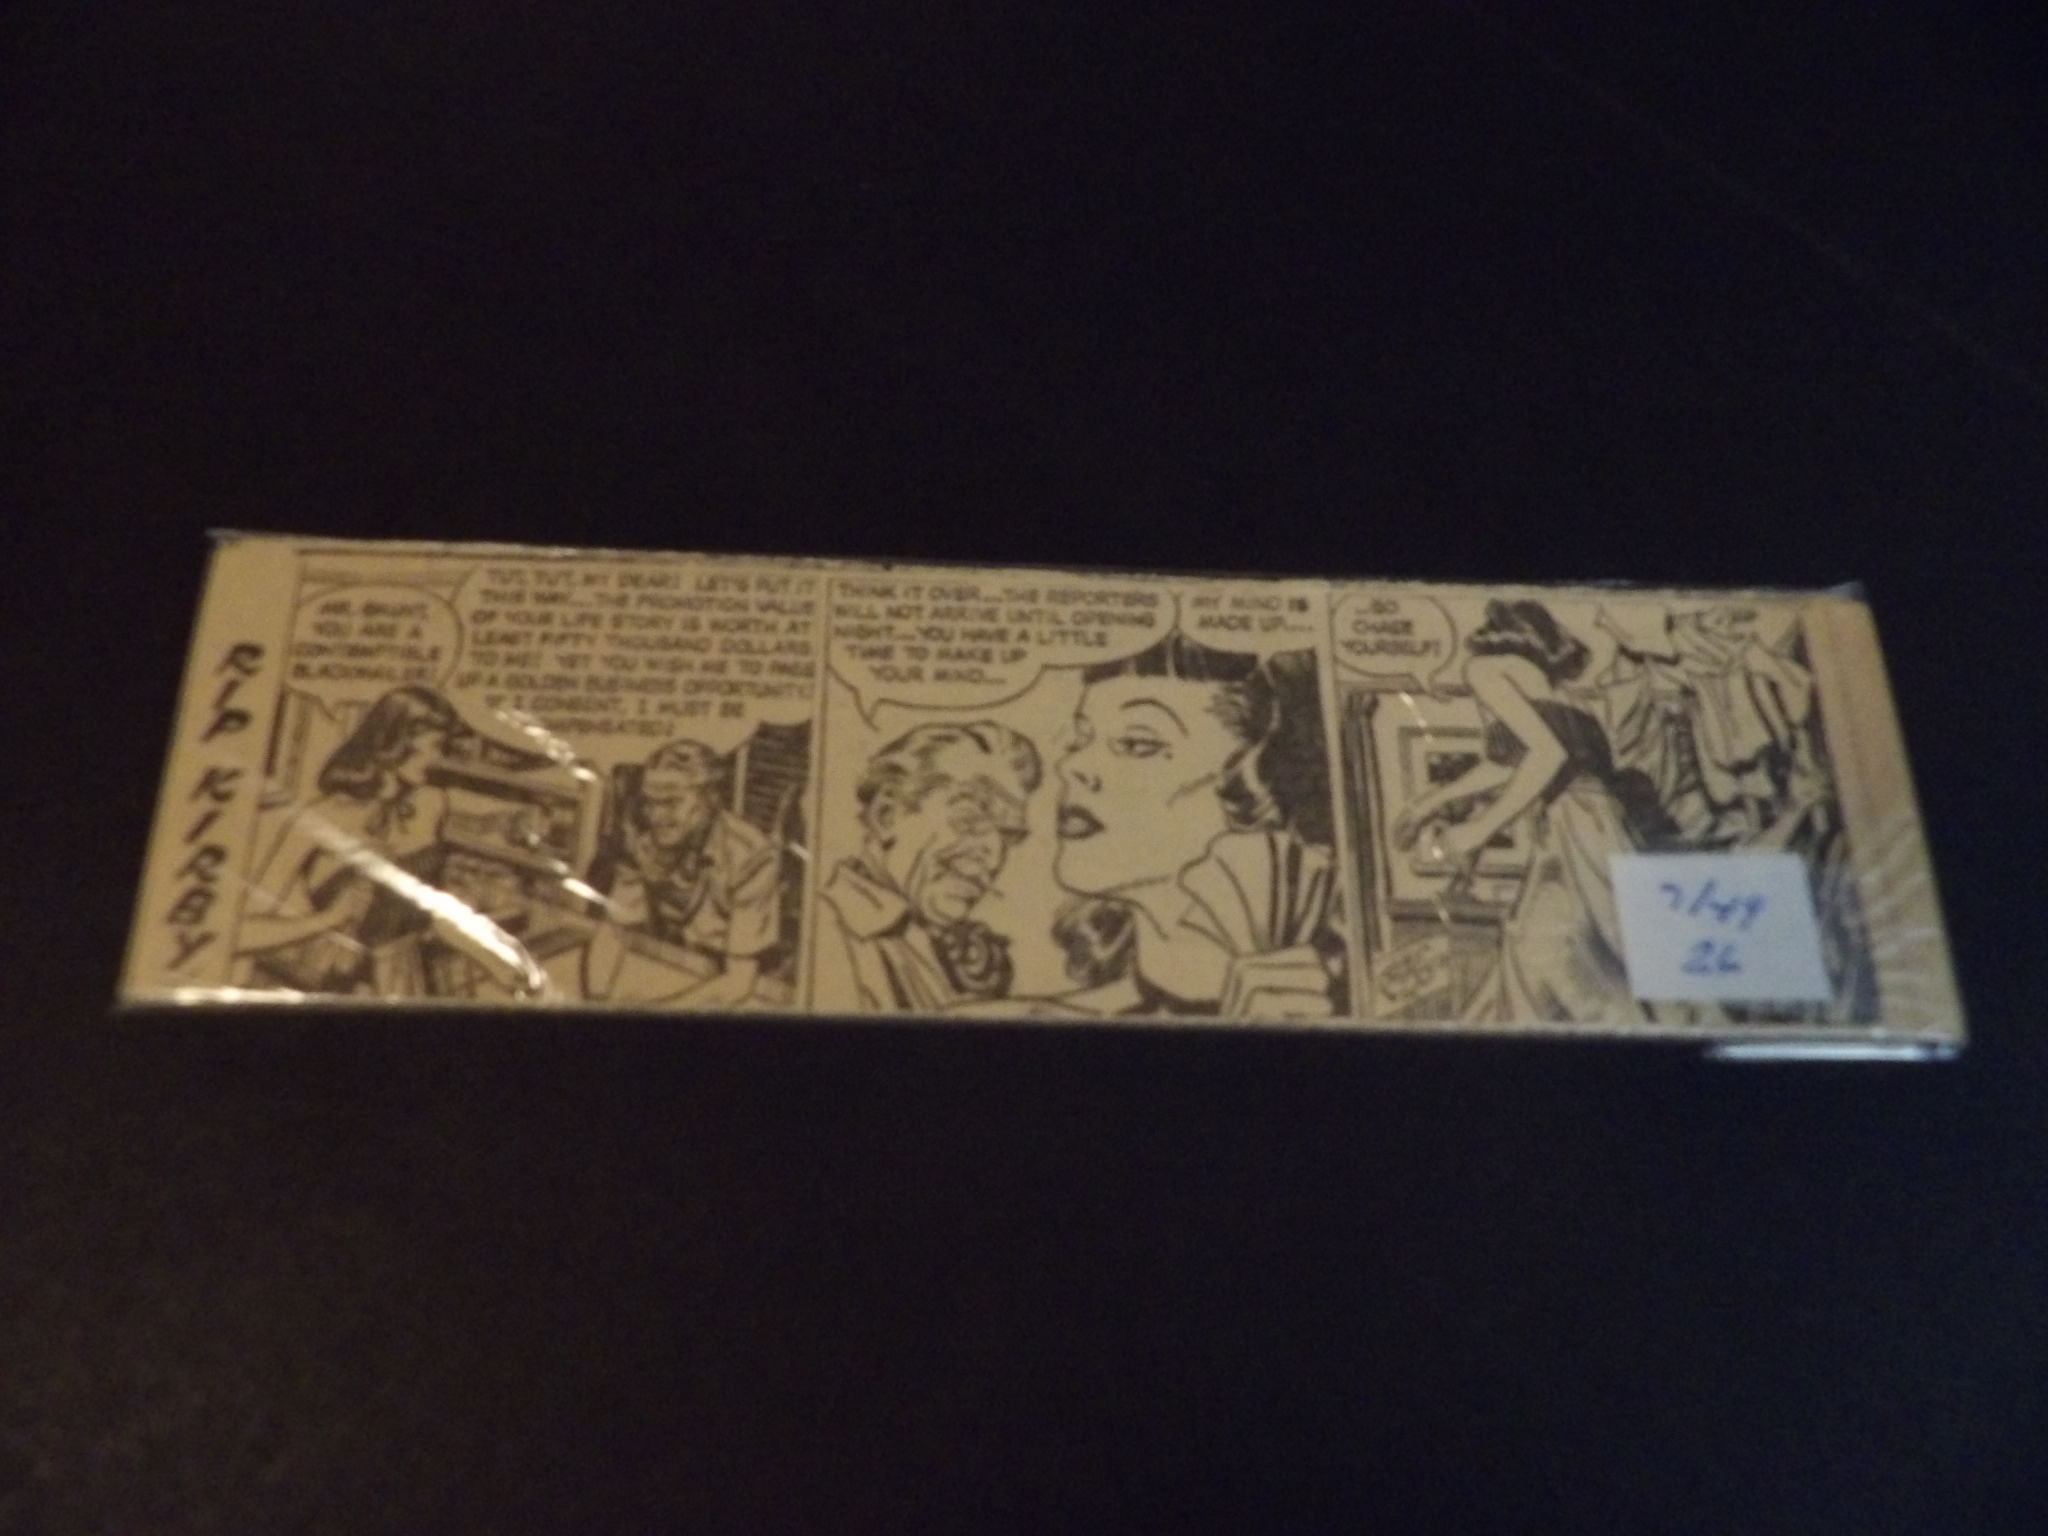 RIP KIRBY
MR. GAUNT,
YOU ARE A
CONTEMPTIBLE
BLACKMAILER!
TUT, TUT, MY DEAR! LET'S PUT IT
THIS WAY....THE PROMOTION VALUE
OF YOUR LIFE STORY IS WORTH AT
LEAST FIFTY THOUSAND DOLLARS
TO ME! YET YOU WISH ME TO PASS
UP A GOLDEN BUSINESS OPPORTUNITY!
IF I CONSENT, I MUST BE
COMPENSATED!
THINK IT OVER....THE REPORTERS
WILL NOT ARRIVE UNTIL OPENING
NIGHT....YOU HAVE A LITTLE
TIME TO MAKE UP
YOUR MIND....
MY MIND IS
MADE UP....
...GO
CHASE
YOURSELF!
7/49
26